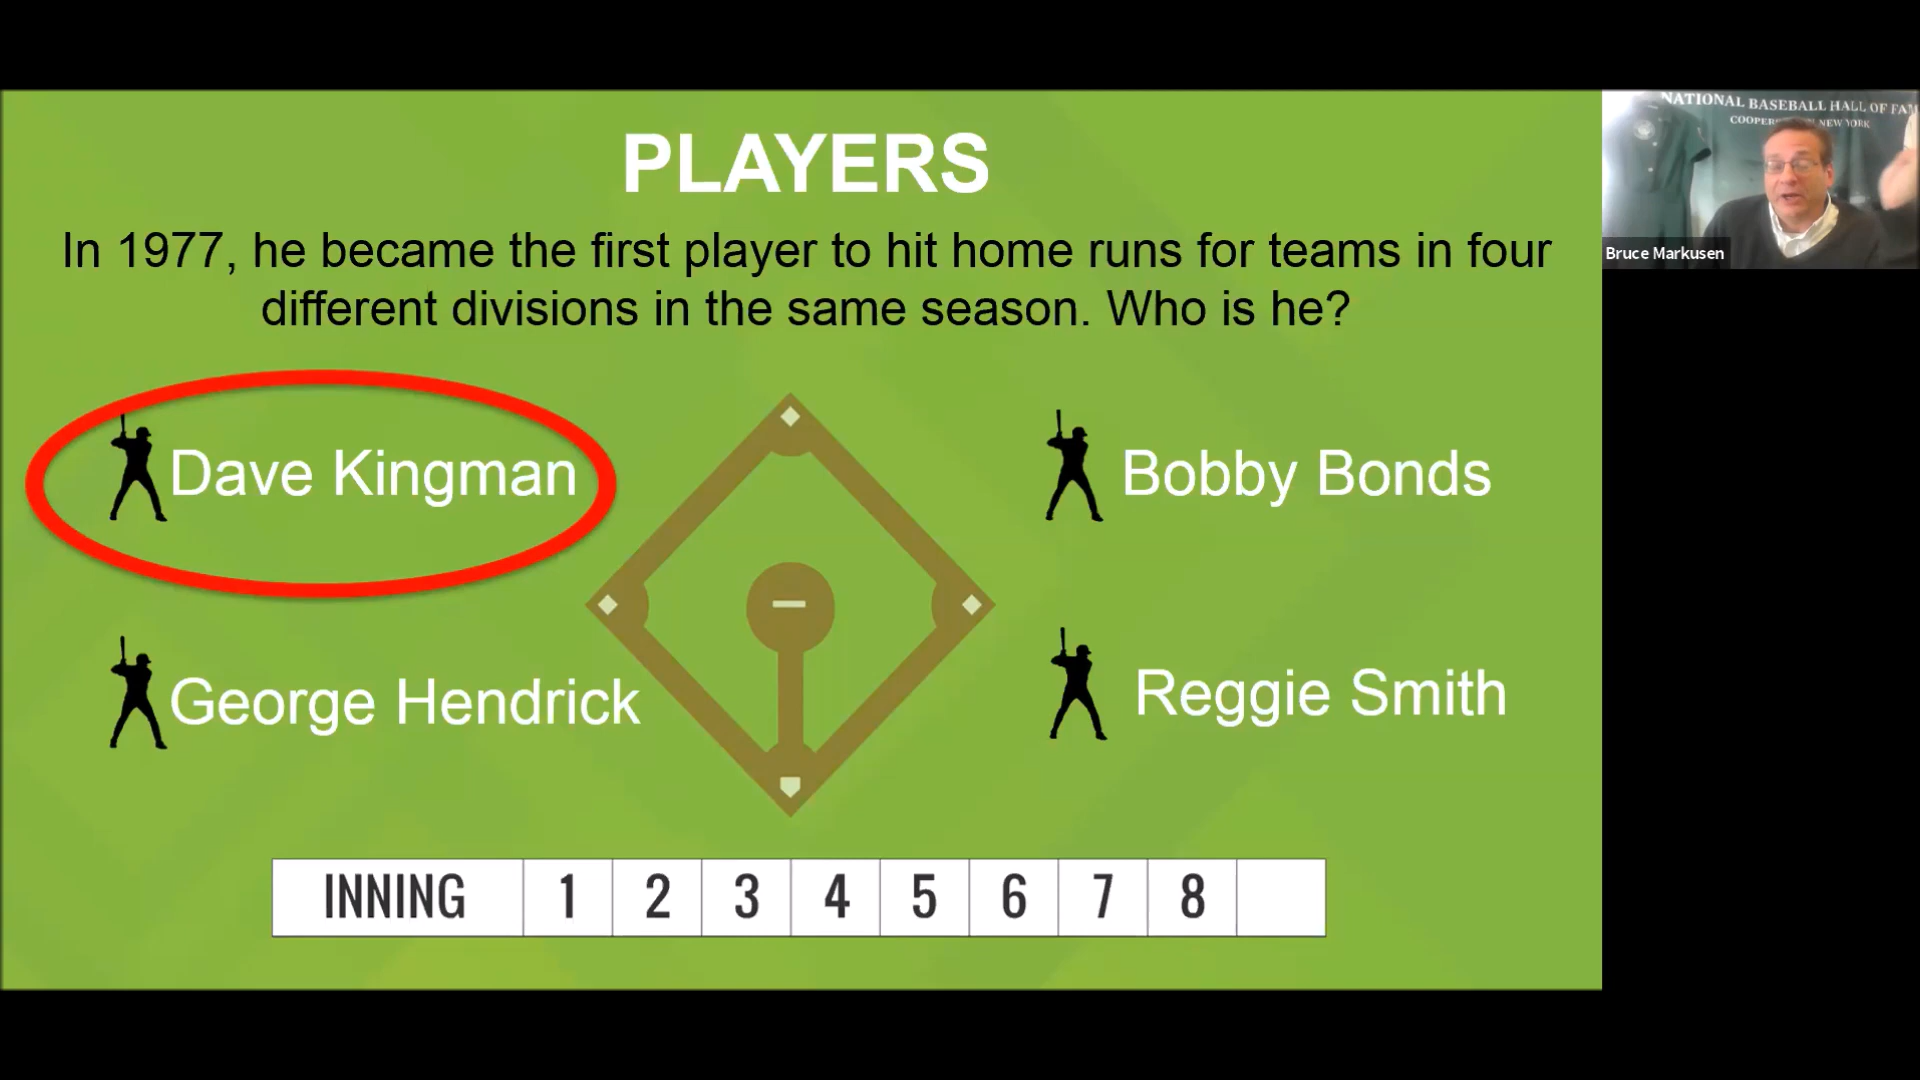 PLAYERS
In 1977, he became the first player to hit home runs for teams in four
different divisions in the same season. Who is he?
Dave Kingman
Bobby Bonds
George Hendrick
Reggie Smith
INNING 1 2 3 4 5 6 7 8
NATIONAL BASEBALL HALL OF FAM
NEW YORK
Bruce Markusen